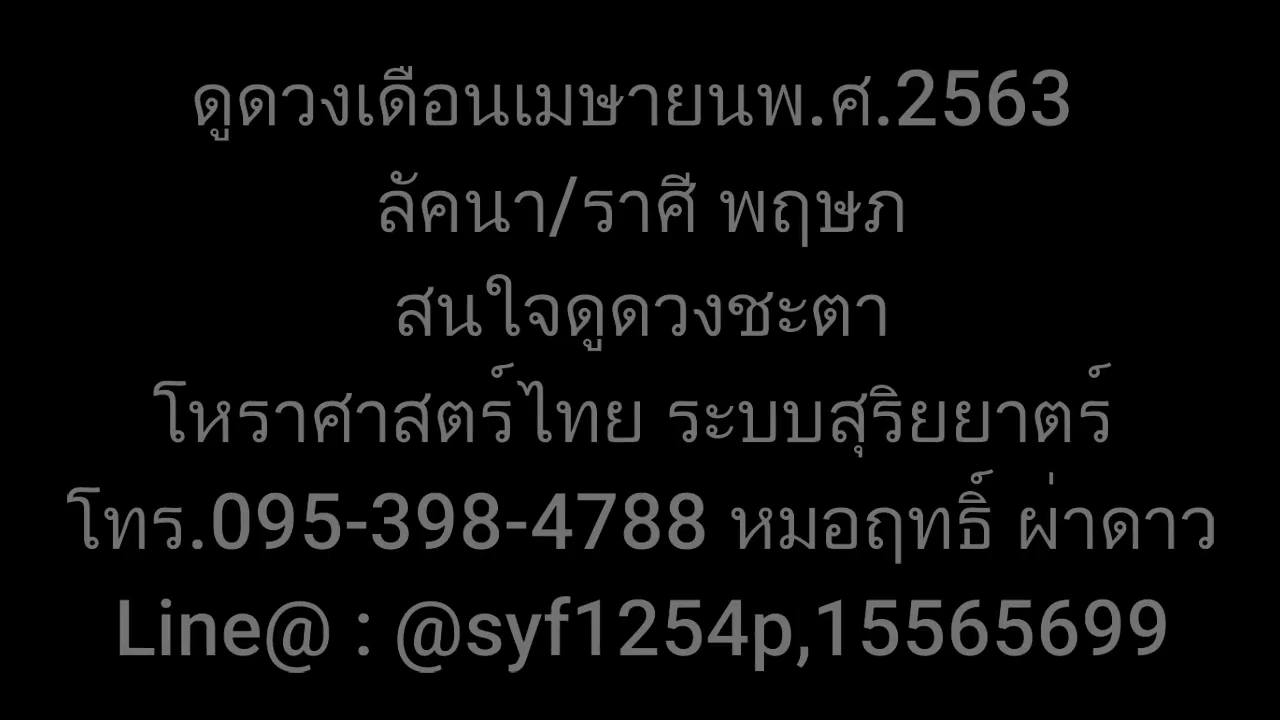 ดูดวงเดือนเมษายนพ.ศ.2563
ลัคนา/ราศี พฤษภ
สนใจดูดวงชะตา
โหราศาสตร์ไทย ระบบสุริยยาตร์
โทร.095-398-4788 หมอฤทธิ์ ผ่าดาว
Line@ : @syf1254p,15565699